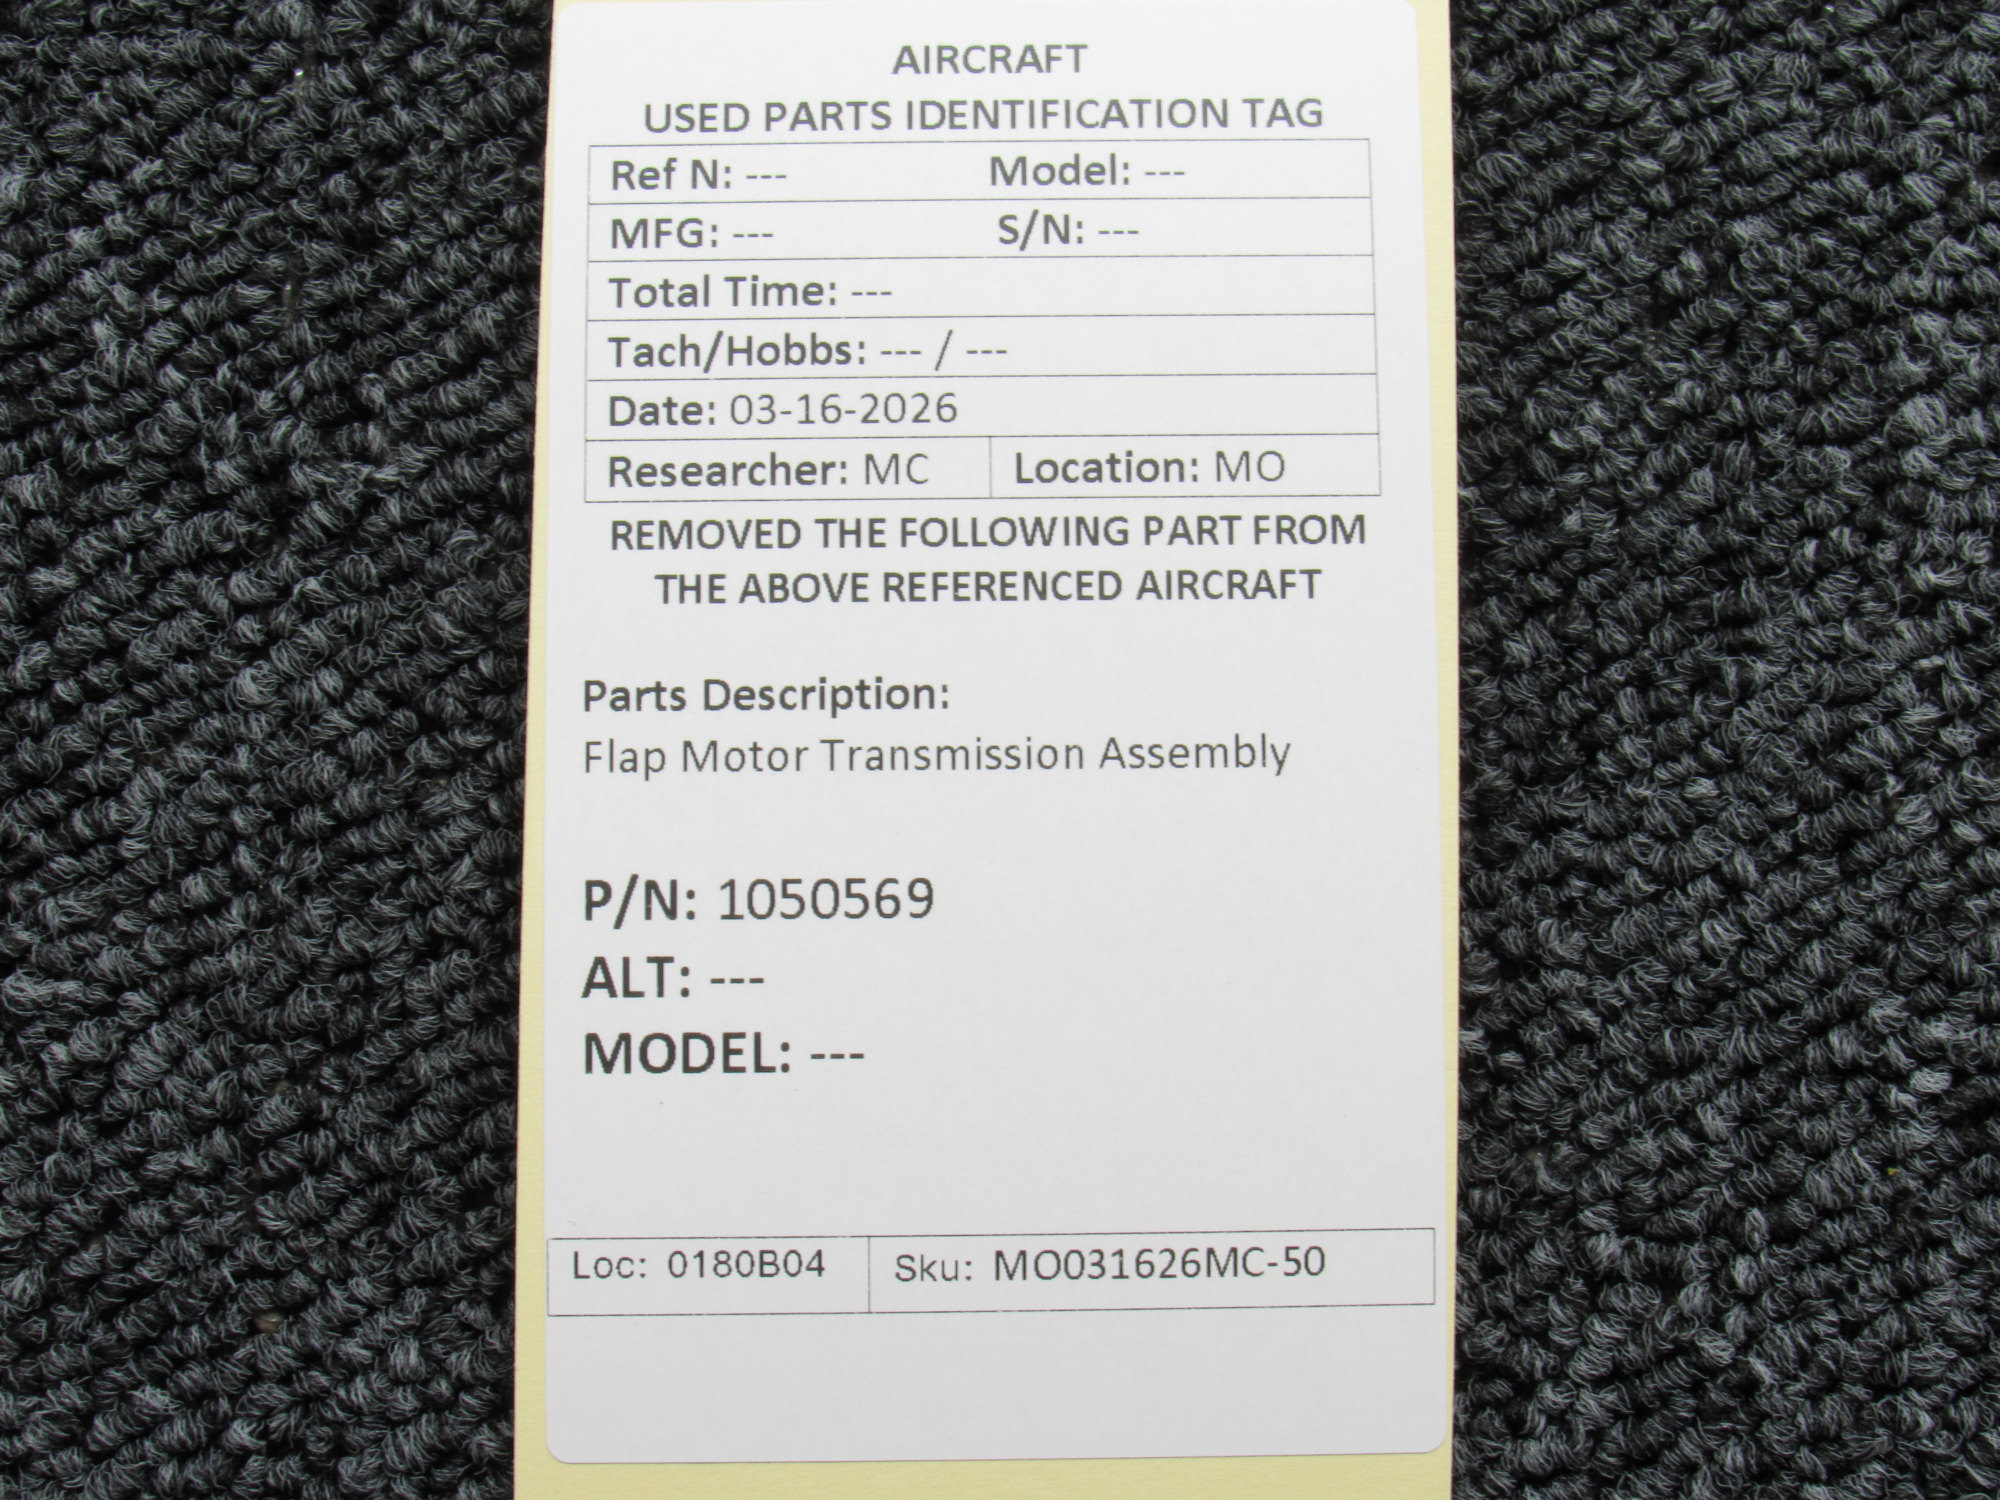 AIRCRAFT
USED PARTS IDENTIFICATION TAG
Ref N: --- Model: ---
MFG: --- S/N: ---
Total Time: ---
Tach/Hobbs: --- / ---
Date: 03-16-2026
Researcher: MC Location: MO
REMOVED THE FOLLOWING PART FROM
THE ABOVE REFERENCED AIRCRAFT
Parts Description:
Flap Motor Transmission Assembly
P/N: 1050569
ALT: ---
MODEL: ---
Loc: 0180B04 Sku: MO031626MC-50